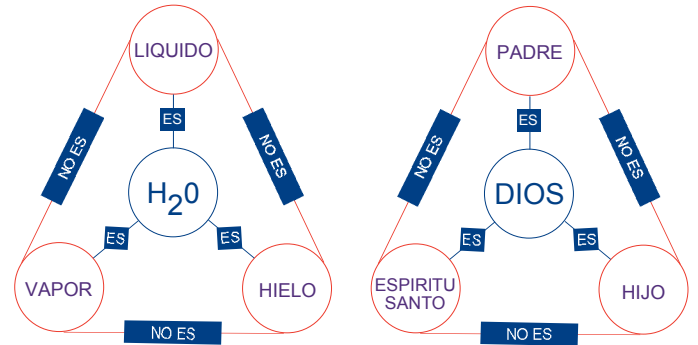 LIQUIDO
ES
NO ES
NO ES
H₂0
ES
ES
VAPOR
HIELO
NO ES
PADRE
ES
NO ES
NO ES
DIOS
ES
ES
ESPIRITU
SANTO
HIJO
NO ES